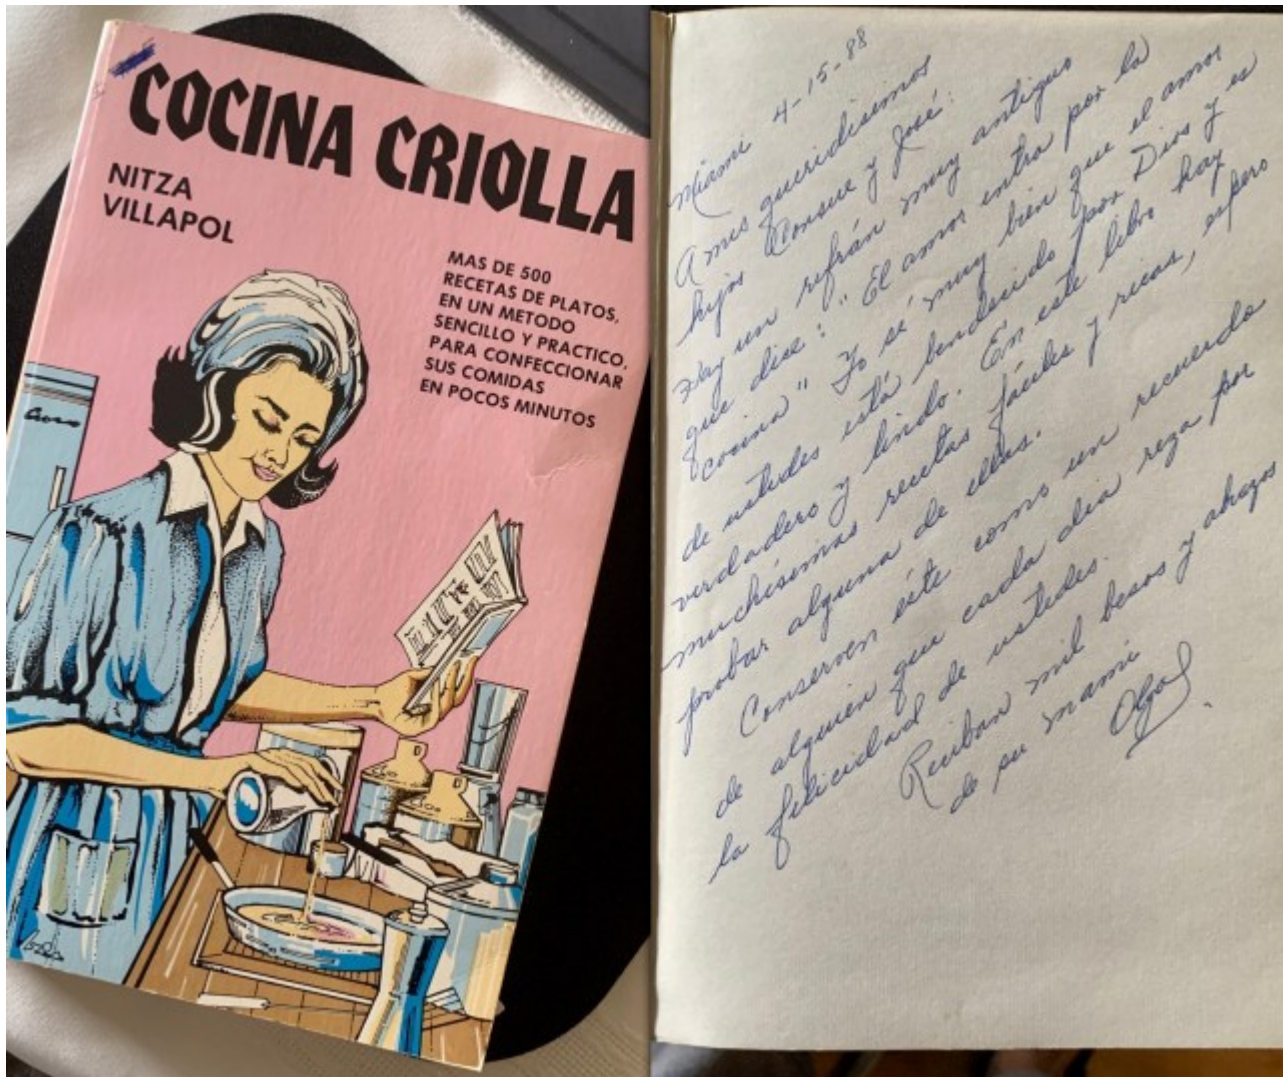 COCINA CRIOLLA
NITZA
VILLAPOL
MAS DE 500
RECETAS DE PLATOS,
EN UN METODO
SENCILLO Y PRACTICO,
PARA CONFECCIONAR
SUS COMIDAS
EN POCOS MINUTOS
Miami 4-15-88
A mis queridísimos
hijos Consue y José:
Hay un refrán muy antiguo
que dice: "El amor entra por la
cocina" Yo sé muy bien que el amor
de ustedes está bendecido por Dios y es
verdadero y lindo. En este libro hay
muchísimas recetas fáciles y ricas, espero
probar alguna de ellas.
Conserven éste como un recuerdo
de alguien que cada día reza por
la felicidad de ustedes.
Reciban mil besos y abrazos
de su mami
Olga